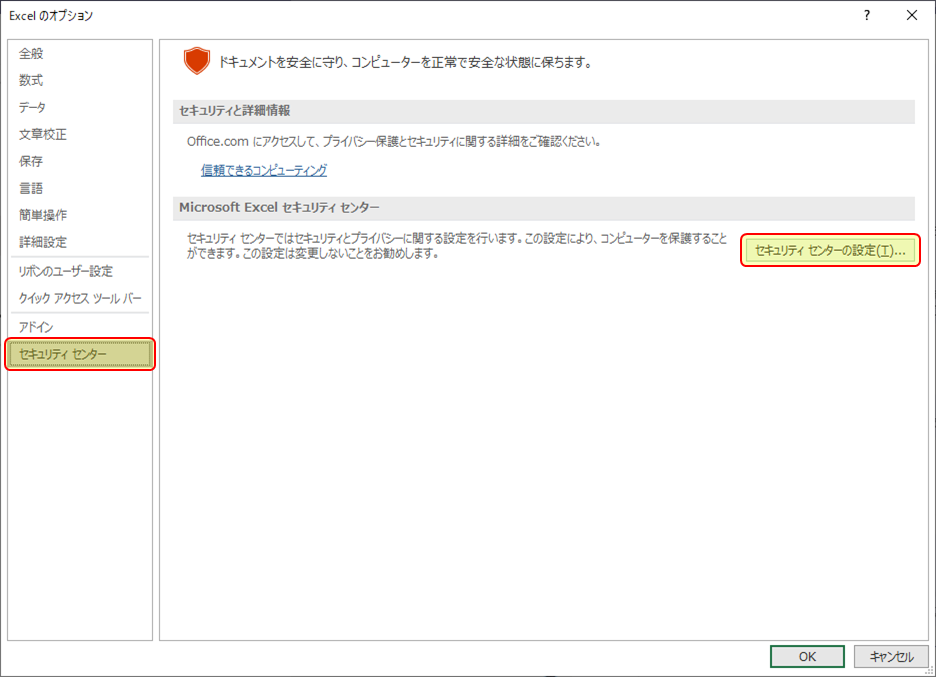 Excel のオプション
?
全般
数式
データ
文章校正
保存
言語
簡単操作
詳細設定
リボンのユーザー設定
クイック アクセス ツール バー
アドイン
セキュリティ センター
ドキュメントを安全に守り、コンピューターを正常で安全な状態に保ちます。
セキュリティと詳細情報
Office.com にアクセスして、プライバシー保護とセキュリティに関する詳細をご確認ください。
信頼できるコンピューティング
Microsoft Excel セキュリティ センター
セキュリティ センターではセキュリティとプライバシーに関する設定を行います。この設定により、コンピューターを保護すること
ができます。この設定は変更しないことをお勧めします。
セキュリティ センターの設定(T)...
OK
キャンセル